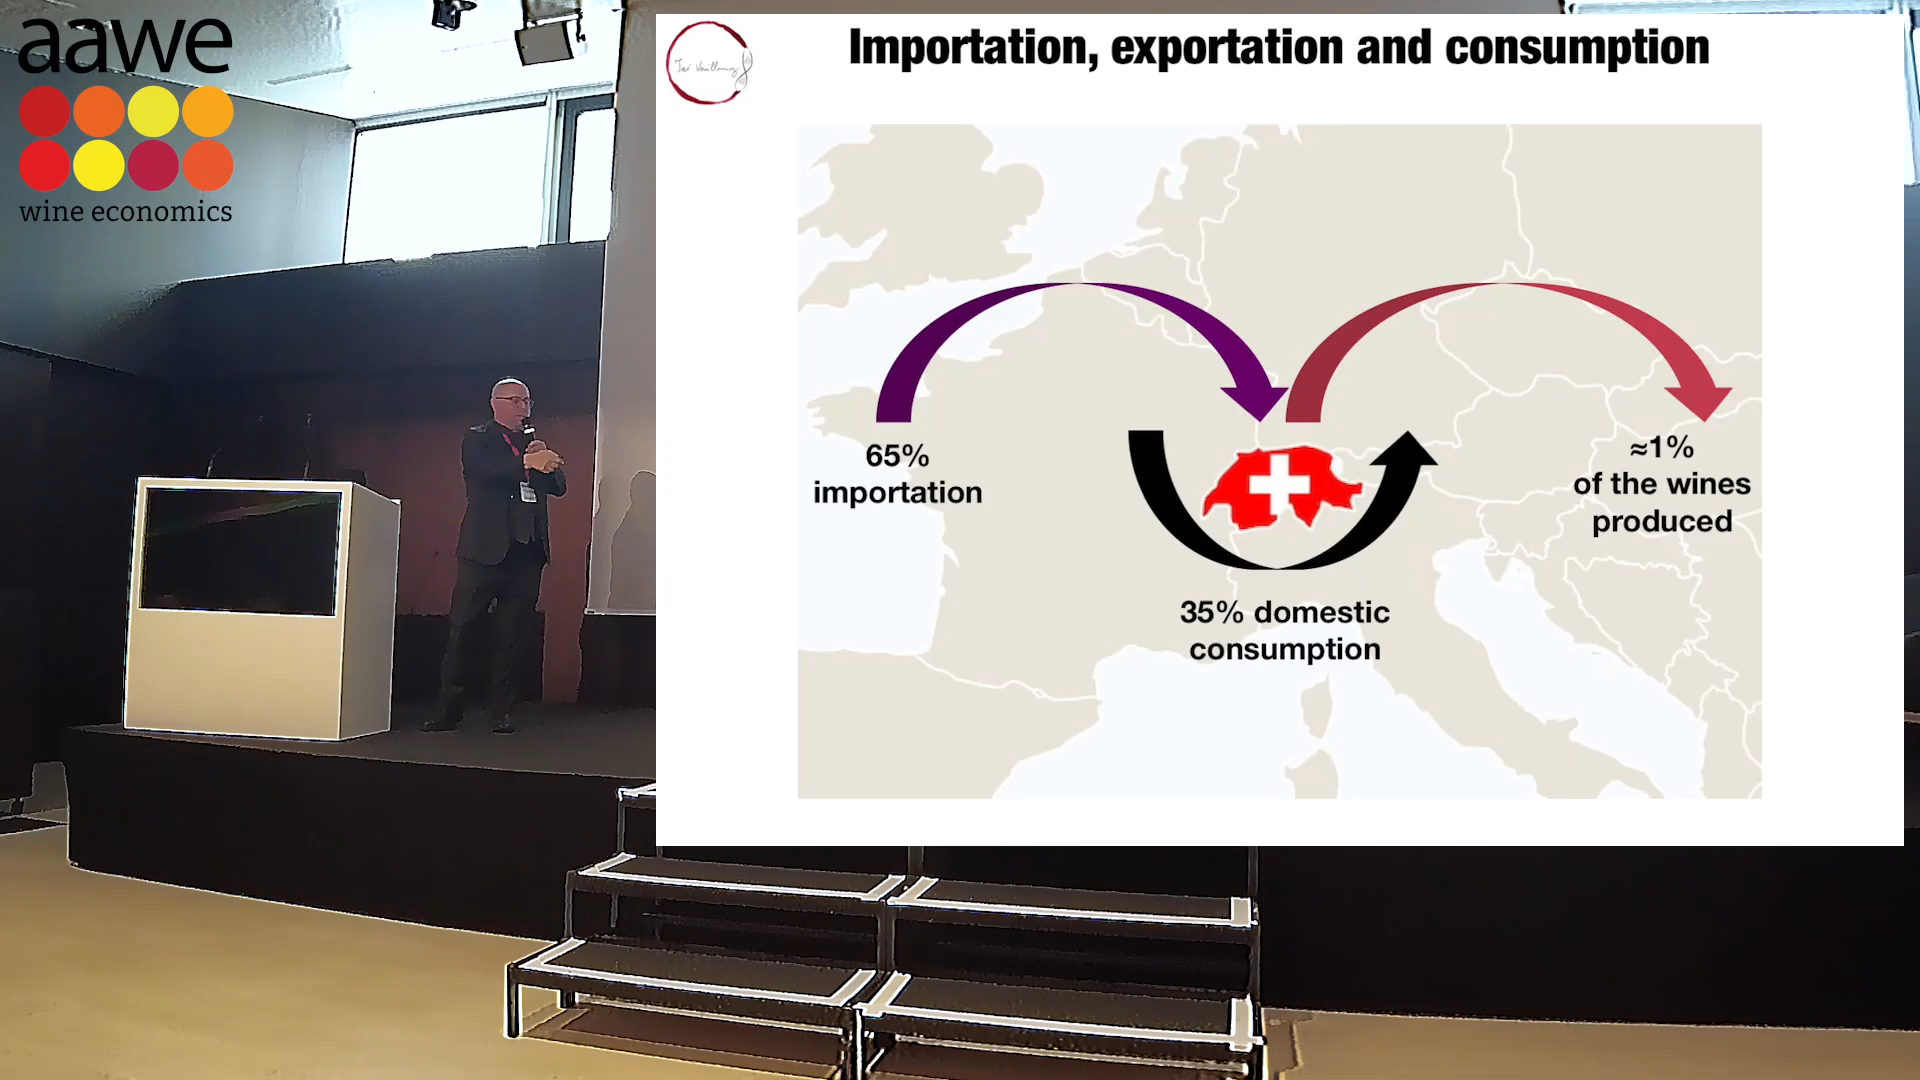 aawe
wine economics
Importation, exportation and consumption
65%
importation
≈1%
of the wines
produced
35% domestic
consumption